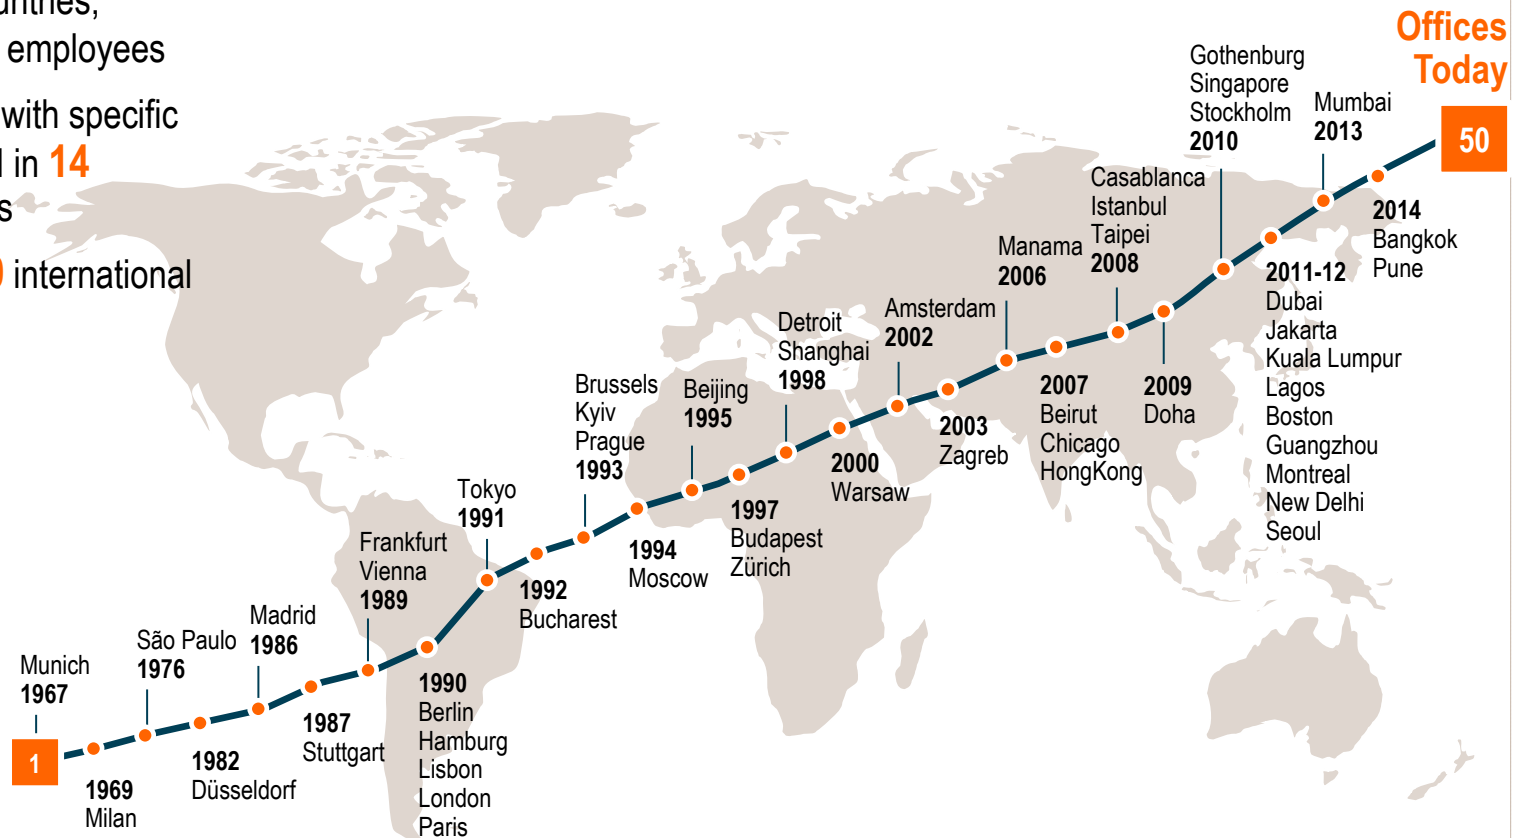 employees
with specific
in 14
international
Offices
Today
50
Gothenburg
Singapore
Stockholm
2010
Mumbai
2013
2014
Bangkok
Pune
Casablanca
Istanbul
Taipei
2008
2011-12
Dubai
Jakarta
Kuala Lumpur
Lagos
Boston
Guangzhou
Montreal
New Delhi
Seoul
Manama
2006
2009
Doha
Amsterdam
2002
2007
Beirut
Chicago
HongKong
Detroit
Shanghai
1998
2003
Zagreb
Beijing
1995
2000
Warsaw
Brussels
Kyiv
Prague
1993
1997
Budapest
Zürich
Tokyo
1991
1994
Moscow
Frankfurt
Vienna
1989
1992
Bucharest
Madrid
1986
1990
Berlin
Hamburg
Lisbon
London
Paris
São Paulo
1976
1987
Stuttgart
Munich
1967
1982
Düsseldorf
1
1969
Milan